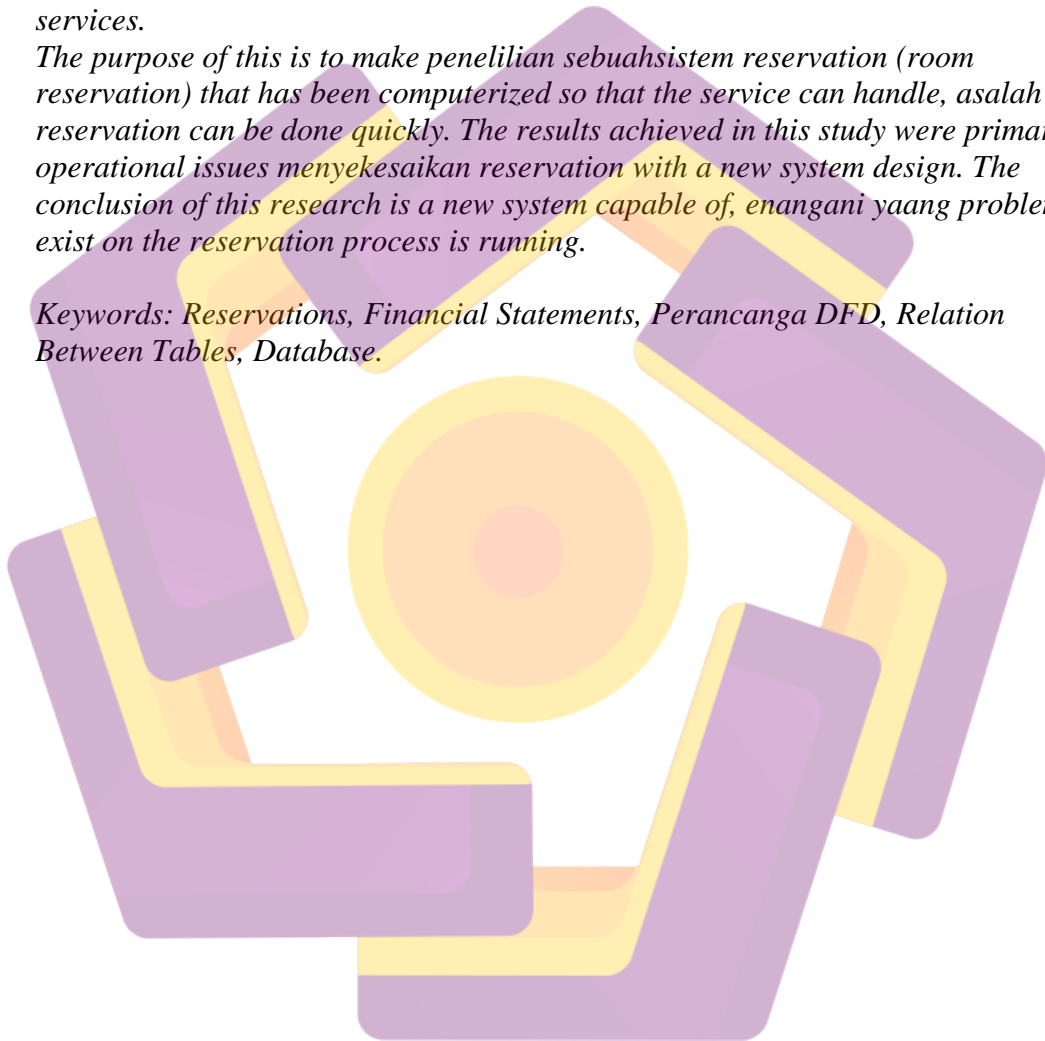 services.
The purpose of this is to make penelilian sebuahsistem reservation (room
reservation) that has been computerized so that the service can handle, asalah
reservation can be done quickly. The results achieved in this study were
operational issues menyekesaikan reservation with a new system design. The
conclusion of this research is a new system capable of, enangani yaang
exist on the reservation process is running.
Keywords: Reservations, Financial Statements, Perancanga DFD, Relation
Between Tables, Database.